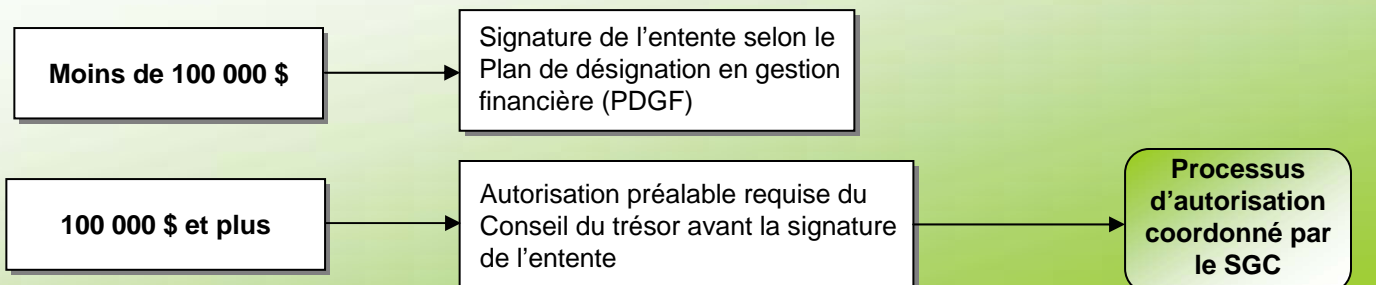 Moins de 100 000 $
Signature de l’entente selon le
Plan de désignation en gestion
financière (PDGF)
100 000 $ et plus
Autorisation préalable requise du
Conseil du trésor avant la signature
de l’entente
Processus
d’autorisation
coordonné par
le SGC